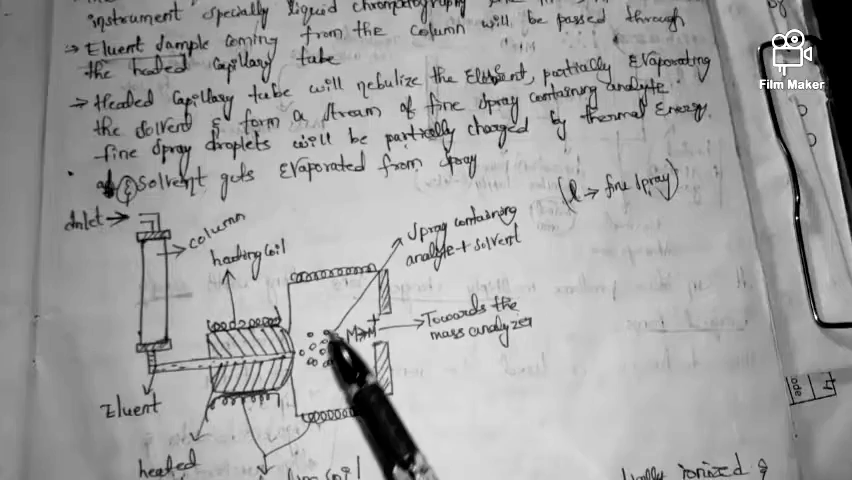 instrument specially liquid chromatography
→ Eluent sample coming from the column will be passed through
the heated capillary tube
→ Heated capillary tube will nebulize the Eluent, partially Evaporating
the solvent & form a stream of fine spray containing analyte.
fine spray droplets will be partially charged by thermal Energy
& solvent gets Evaporated from spray
(l → fine spray)
Inlet →
column
heating coil
spray containing
analyte + solvent
M → M+
Towards the
mass analyzer
Eluent
heated
coil
ionized &
Film Maker